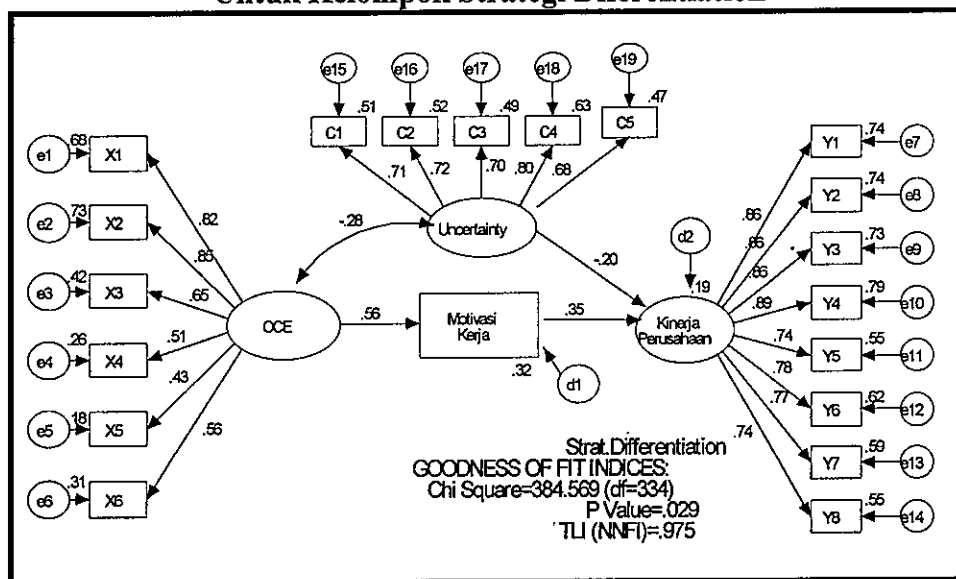 Untuk Kelompok Strategi Differentiation
e15 e16 e17 e18 e19
.51 .52 .49 .63 .47
C1 C2 C3 C4 C5
.71 .72 .70 .80 .68
Uncertainty
-.28
-.20
e1 .68 X1 .82
e2 .73 X2 .85
e3 .42 X3 .65
e4 .26 X4 .51
e5 .18 X5 .43
e6 .31 X6 .56
OCE
.56
Motivasi
Kerja
.32
d1
.35
d2
.19
Kinerja
Perusahaan
.86 Y1 .74 e7
.86 Y2 .74 e8
.86 Y3 .73 e9
.89 Y4 .79 e10
.74 Y5 .55 e11
.78 Y6 .62 e12
.77 Y7 .59 e13
.74 Y8 .55 e14
Strat.Differentiation
GOODNESS OF FIT INDICES:
Chi Square=384.569 (df=334)
P Value=.029
TLI (NNFI)=.975